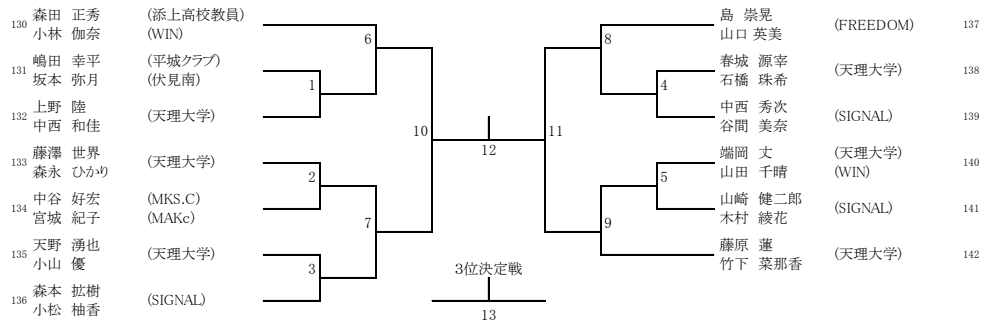 130 森田 正秀 (添上高校教員)
小林 伽奈 (WIN)
131 嶋田 幸平 (平城クラブ)
坂本 弥月 (伏見南)
132 上野 陸 (天理大学)
中西 和佳
133 藤澤 世界 (天理大学)
森永 ひかり
134 中谷 好宏 (MKS.C)
宮城 紀子 (MAKc)
135 天野 湧也 (天理大学)
小山 優
136 森本 拡樹 (SIGNAL)
小松 柚香
6
1
2
7
3
10
12
11
3位決定戦
13
8
4
5
9
島 崇晃 (FREEDOM) 137
山口 英美
春城 源宰 (天理大学) 138
石橋 珠希
中西 秀次 (SIGNAL) 139
谷間 美奈
端岡 丈 (天理大学) 140
山田 千晴 (WIN)
山崎 健二郎 (SIGNAL) 141
木村 綾花
藤原 蓮 (天理大学) 142
竹下 菜那香